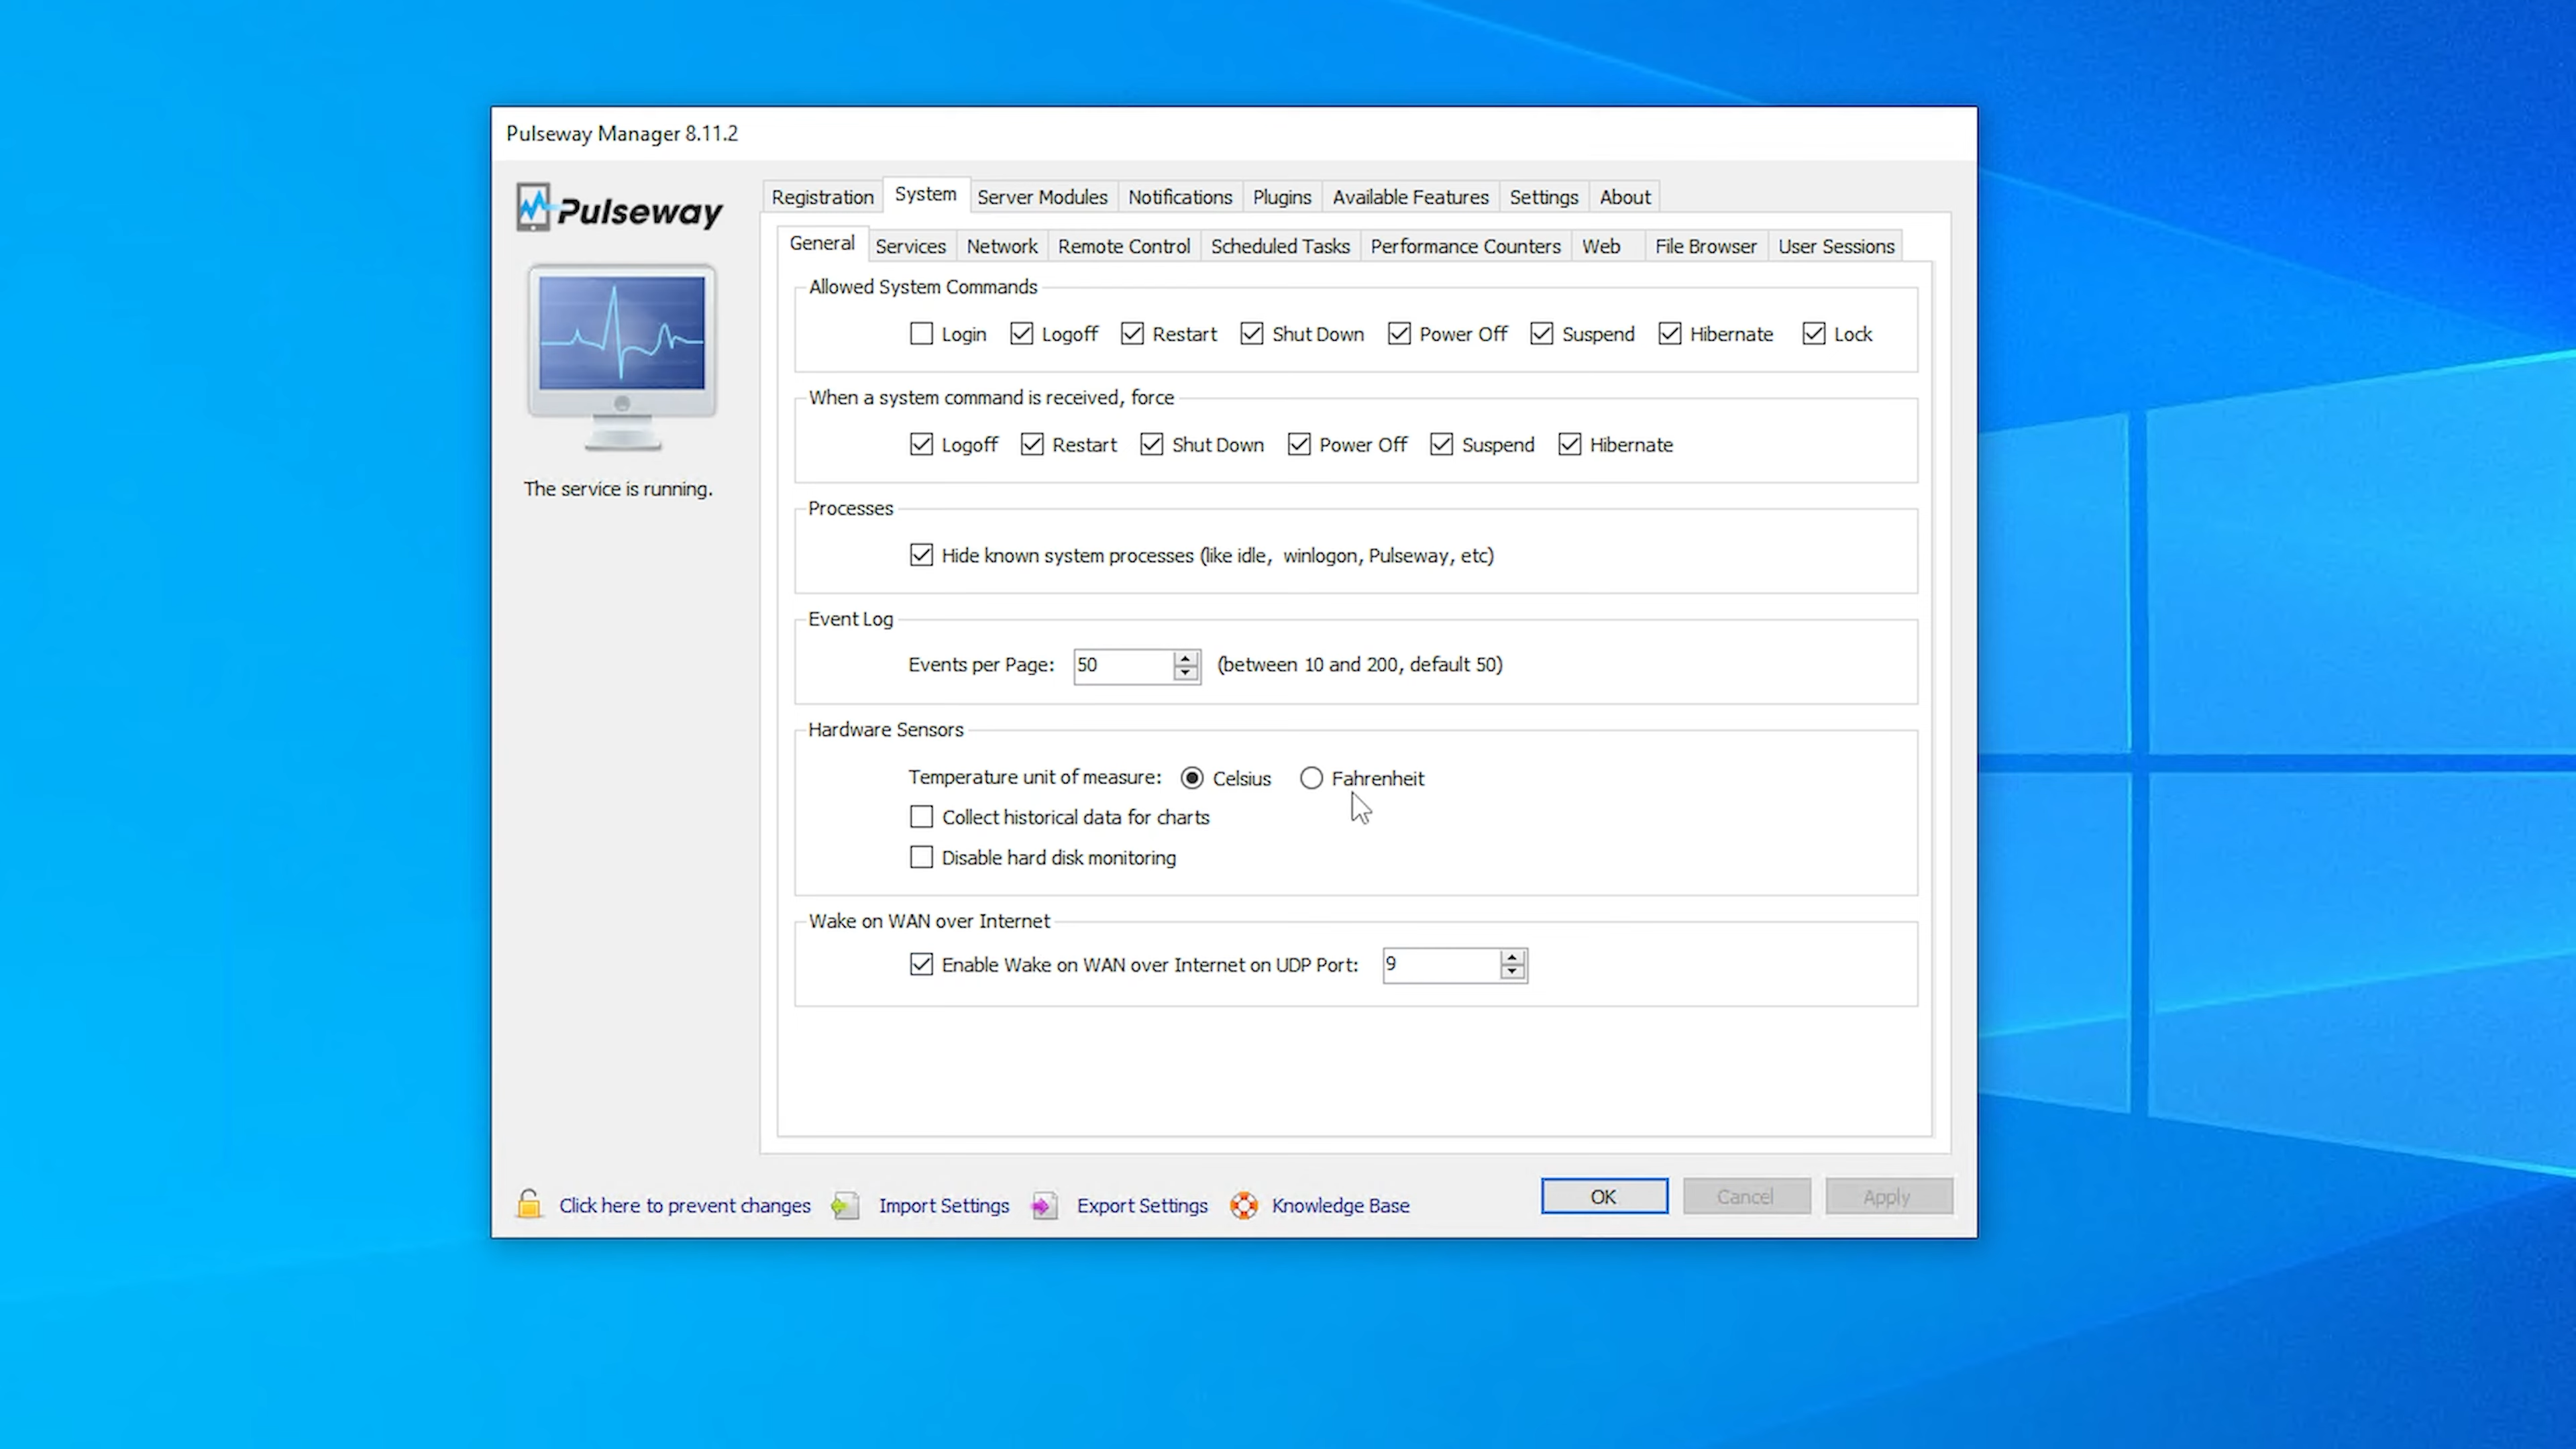 Pulseway Manager 8.11.2
Pulseway
Registration System Server Modules Notifications Plugins Available Features Settings About
General Services Network Remote Control Scheduled Tasks Performance Counters Web File Browser User Sessions
Allowed System Commands
Login Logoff Restart Shut Down Power Off Suspend Hibernate Lock
When a system command is received, force
Logoff Restart Shut Down Power Off Suspend Hibernate
The service is running.
Processes
Hide known system processes (like idle, winlogon, Pulseway, etc)
Event Log
Events per Page: 50 (between 10 and 200, default 50)
Hardware Sensors
Temperature unit of measure: Celsius Fahrenheit
Collect historical data for charts
Disable hard disk monitoring
Wake on WAN over Internet
Enable Wake on WAN over Internet on UDP Port: 9
Click here to prevent changes Import Settings Export Settings Knowledge Base OK Cancel Apply